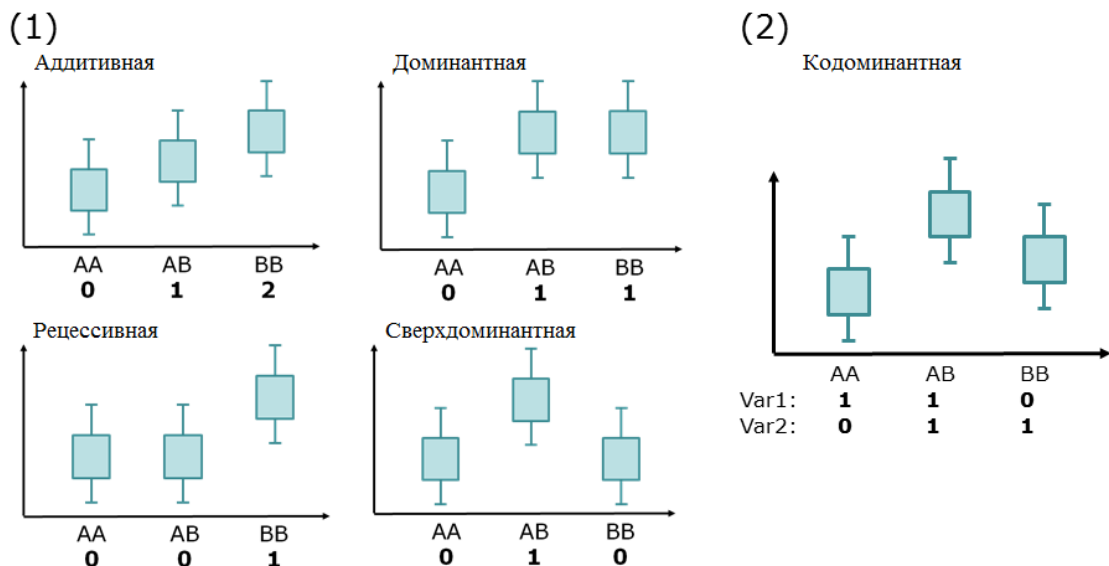 (1)
Аддитивная
AA AB BB
0 1 2
Доминантная
AA AB BB
0 1 1
Рецессивная
AA AB BB
0 0 1
Сверхдоминантная
AA AB BB
0 1 0
(2)
Кодоминантная
AA AB BB
Var1: 1 1 0
Var2: 0 1 1